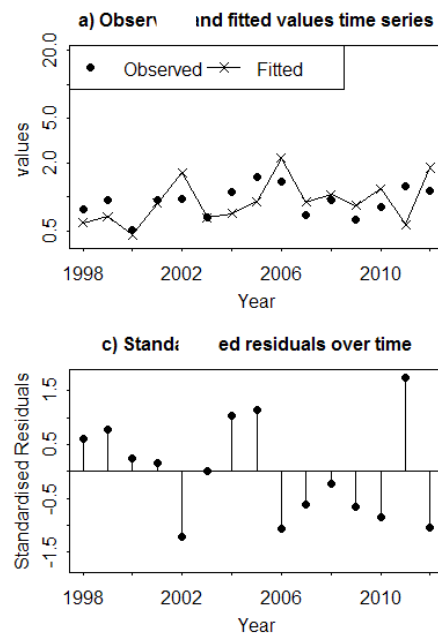 a) Obser and fitted values time series
Observed Fitted
20.0
5.0
2.0
0.5
values
1998 2002 2006 2010
Year
c) Standa ed residuals over time
1.5
0.5
-0.5
-1.5
Standardised Residuals
1998 2002 2006 2010
Year